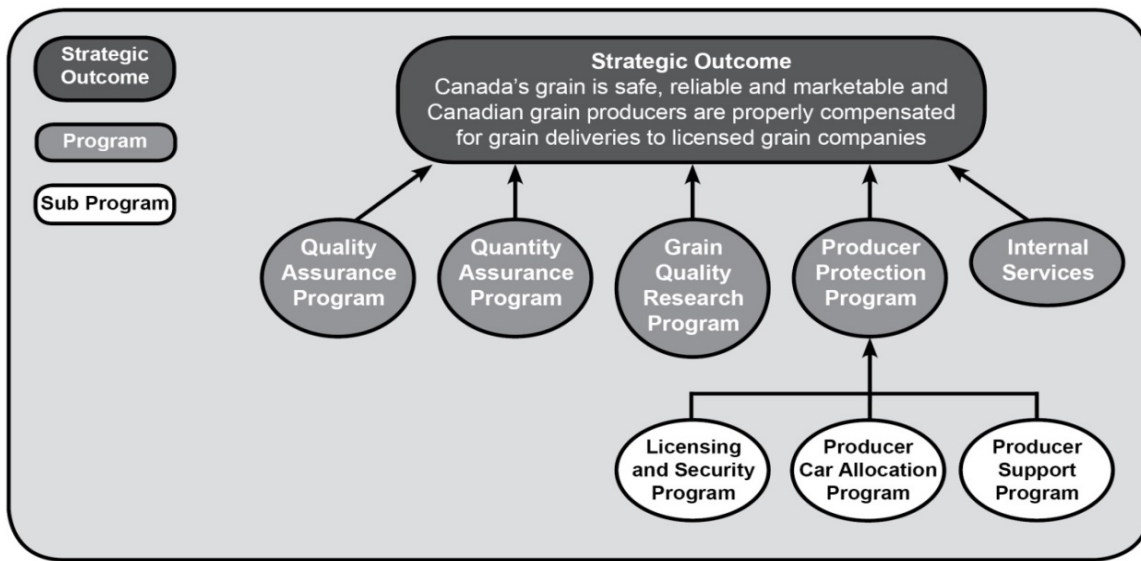 Strategic
Outcome
Program
Sub Program
Strategic Outcome
Canada's grain is safe, reliable and marketable and
Canadian grain producers are properly compensated
for grain deliveries to licensed grain companies
Quality
Assurance
Program
Quantity
Assurance
Program
Grain
Quality
Research
Program
Producer
Protection
Program
Internal
Services
Licensing
and Security
Program
Producer
Car Allocation
Program
Producer
Support
Program